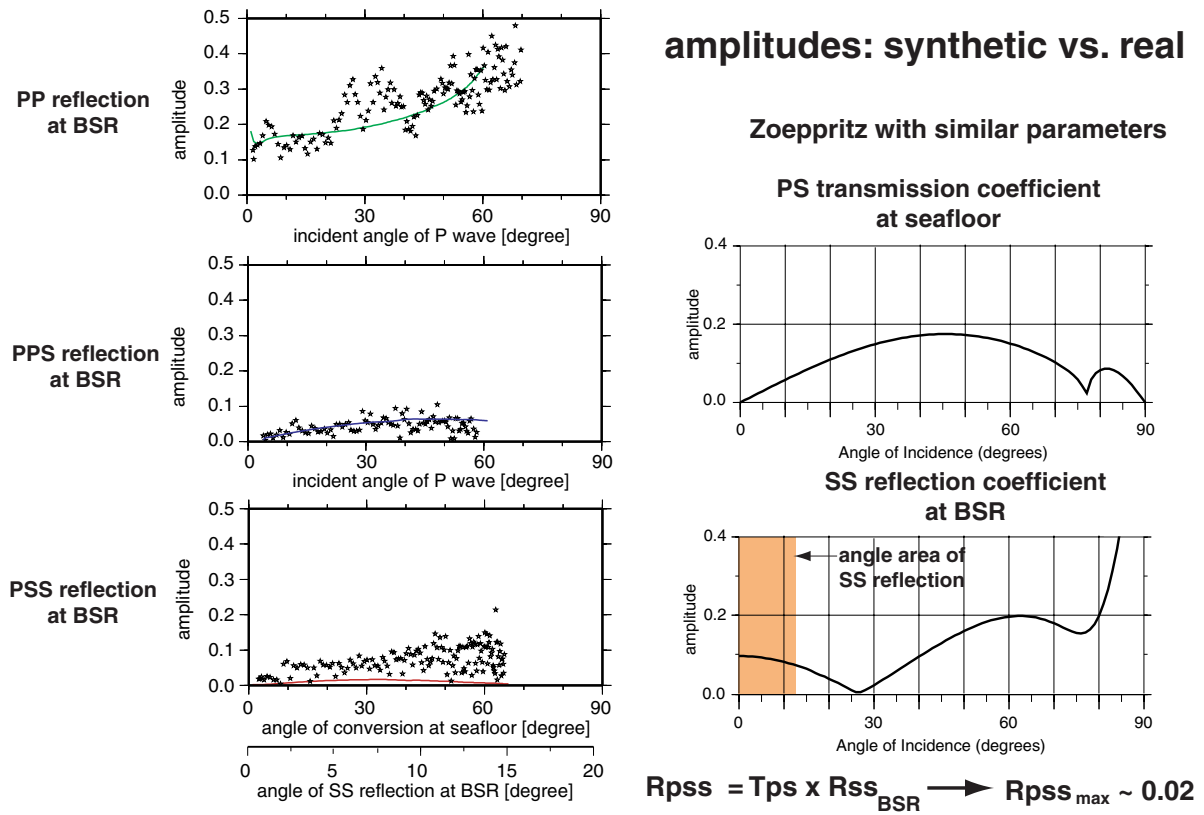 amplitudes: synthetic vs. real
PP reflection
at BSR
amplitude
0.5
0.4
0.3
0.2
0.1
0.0
0 30 60 90
incident angle of P wave [degree]
PPS reflection
at BSR
amplitude
0.5
0.4
0.3
0.2
0.1
0.0
0 30 60 90
incident angle of P wave [degree]
PSS reflection
at BSR
amplitude
0.5
0.4
0.3
0.2
0.1
0.0
0 30 60 90
angle of conversion at seafloor [degree]
0 5 10 15 20
angle of SS reflection at BSR [degree]
Zoeppritz with similar parameters
PS transmission coefficient
at seafloor
amplitude
0.4
0.2
0.0
0 30 60 90
Angle of Incidence (degrees)
SS reflection coefficient
at BSR
angle area of
SS reflection
amplitude
0.4
0.2
0.0
0 30 60 90
Angle of Incidence (degrees)
Rpss = Tps x Rss BSR Rpss max ~ 0.02